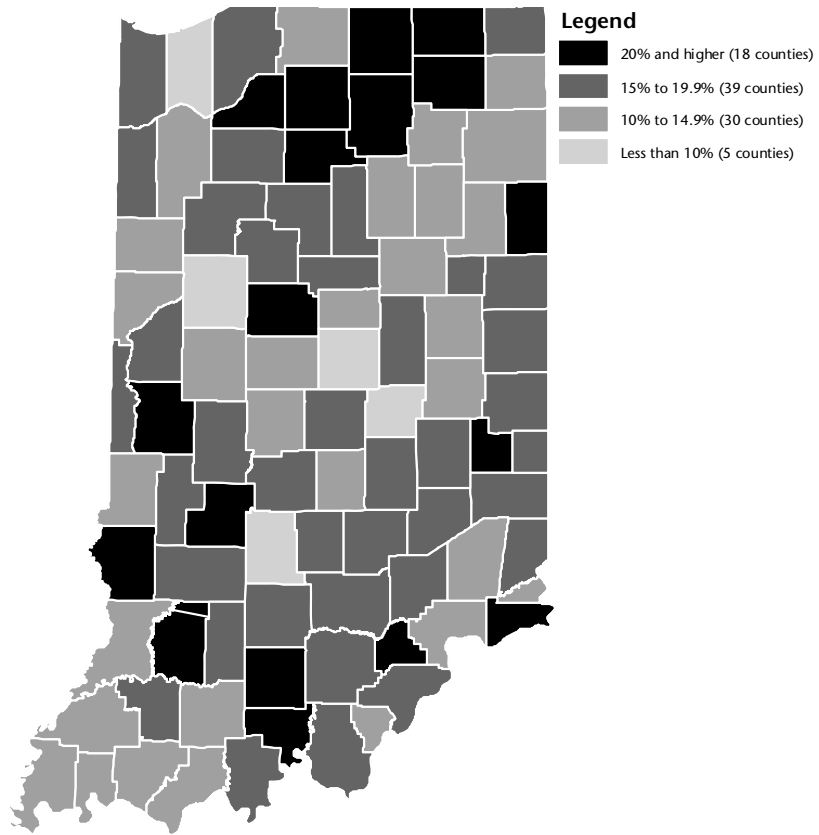 Legend
20% and higher (18 counties)
15% to 19.9% (39 counties)
10% to 14.9% (30 counties)
Less than 10% (5 counties)